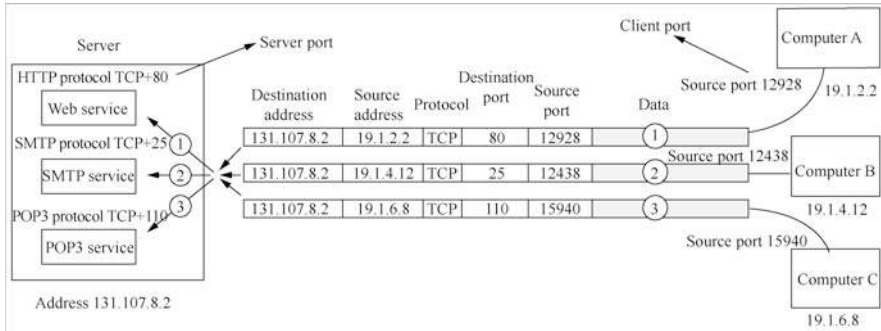 Server
Server port
Client port
Computer A
HTTP protocol TCP+80
Source port 12928
19.1.2.2
Web service
Destination address
Source address
Protocol
Destination port
Source port
Data
SMTP protocol TCP+25
1
131.107.8.2 19.1.2.2 TCP 80 12928 1
Source port 12438
SMTP service
2
131.107.8.2 19.1.4.12 TCP 25 12438 2
Computer B
19.1.4.12
POP3 protocol TCP+110
3
131.107.8.2 19.1.6.8 TCP 110 15940 3
POP3 service
Source port 15940
Computer C
Address 131.107.8.2
19.1.6.8